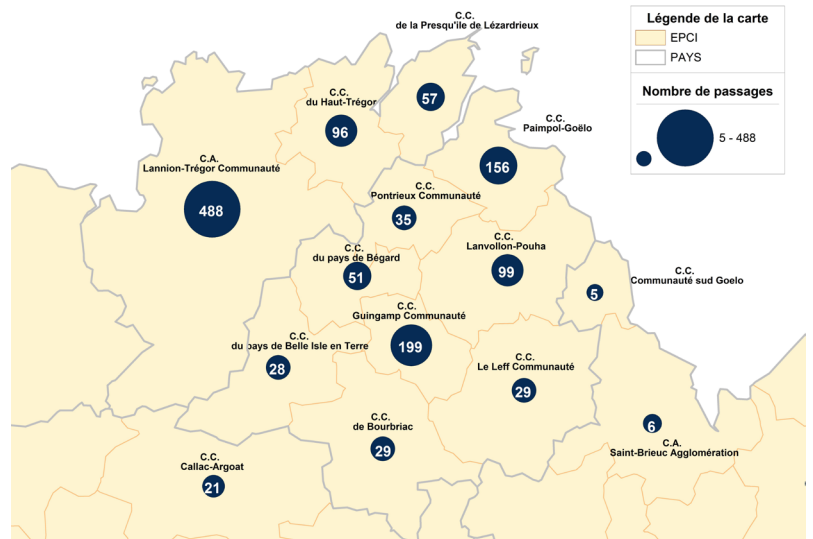 C.C.
de la Presqu'ile de Lézardrieux
57
C.C.
du Haut-Trégor
96
C.C.
Paimpol-Goëlo
156
C.A.
Lannion-Trégor Communauté
488
C.C.
Pontrieux Communauté
35
C.C.
du pays de Bégard
51
C.C.
Lanvollon-Pouha
99
C.C.
Communauté sud Goelo
5
C.C.
Guingamp Communauté
199
C.C.
du pays de Belle Isle en Terre
28
C.C.
Le Leff Communauté
29
C.C.
de Bourbriac
29
6
C.A.
Saint-Brieuc Agglomération
C.C.
Callac-Argoat
21
Légende de la carte
EPCI
PAYS
Nombre de passages
5 - 488